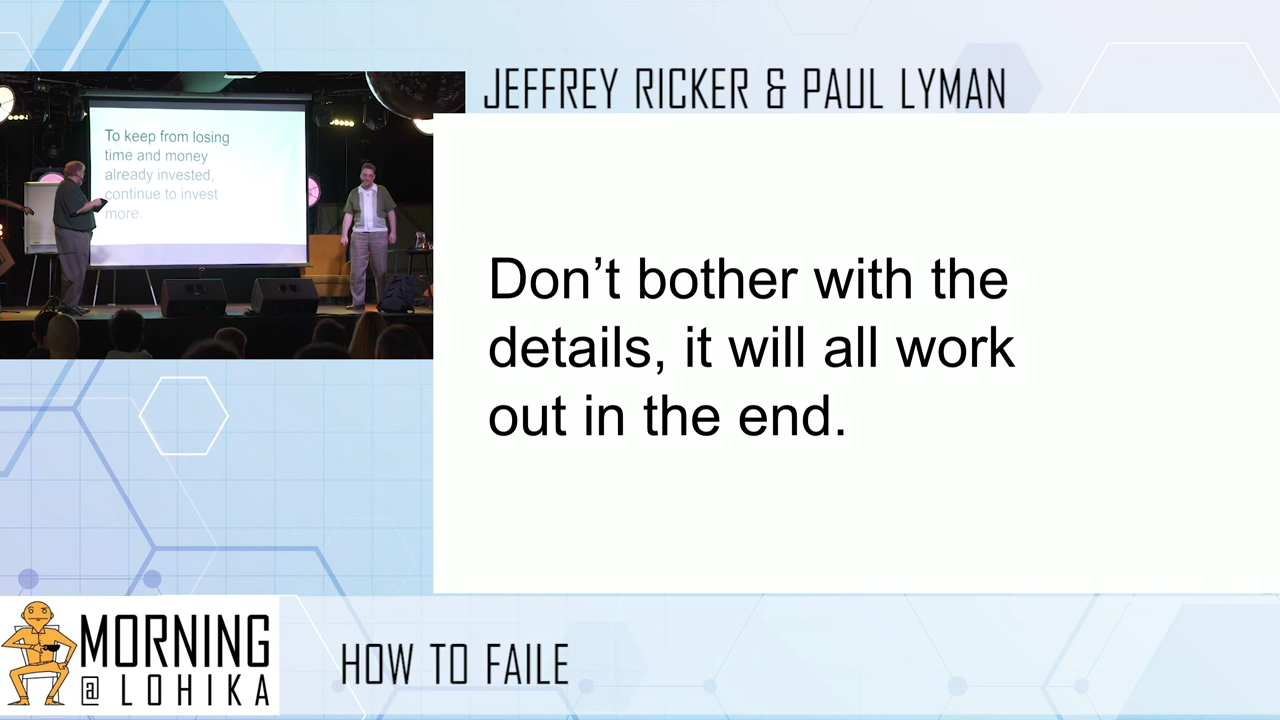 JEFFREY RICKER & PAUL LYMAN
To keep from losing
time and money
already invested,
continue to invest
more.
Don’t bother with the
details, it will all work
out in the end.
MORNING
@ LOHIKA
HOW TO FAILE